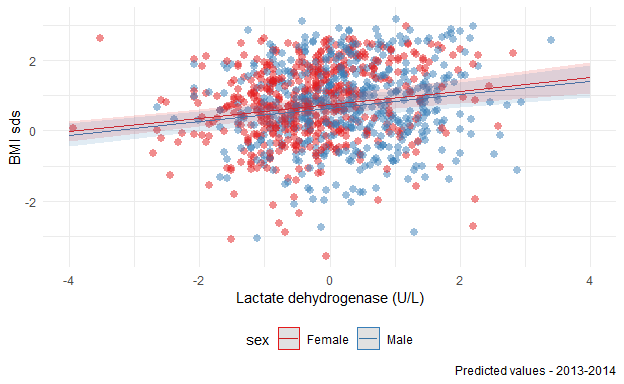 BMI sds
2
0
-2
-4
-2
0
2
4
Lactate dehydrogenase (U/L)
sex Female Male
Predicted values - 2013-2014